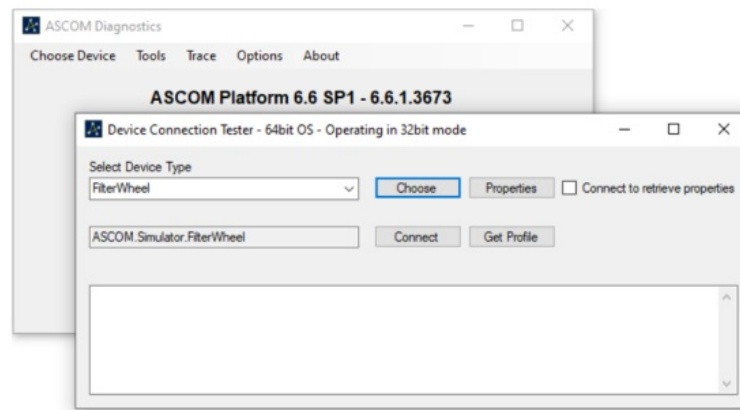 ASCOM Diagnostics
Choose Device Tools Trace Options About
ASCOM Platform 6.6 SP1 - 6.6.1.3673
Device Connection Tester - 64bit OS - Operating in 32bit mode
Select Device Type
FilterWheel Choose Properties Connect to retrieve properties
ASCOM.Simulator.FilterWheel Connect Get Profile